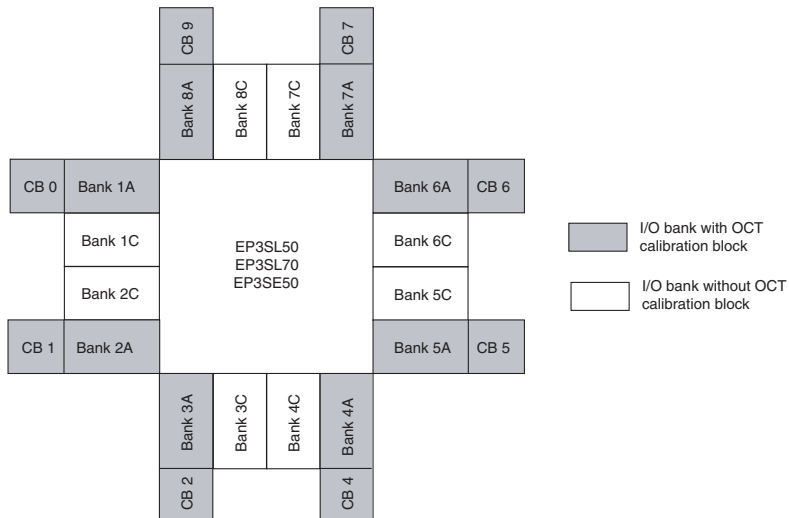 CB 9
CB 7
Bank 8A
Bank 8C
Bank 7C
Bank 7A
CB 0
Bank 1A
Bank 6A
CB 6
Bank 1C
Bank 6C
EP3SL50
EP3SL70
EP3SE50
Bank 2C
Bank 5C
CB 1
Bank 2A
Bank 5A
CB 5
Bank 3A
Bank 3C
Bank 4C
Bank 4A
CB 2
CB 4
I/O bank with OCT
calibration block
I/O bank without OCT
calibration block